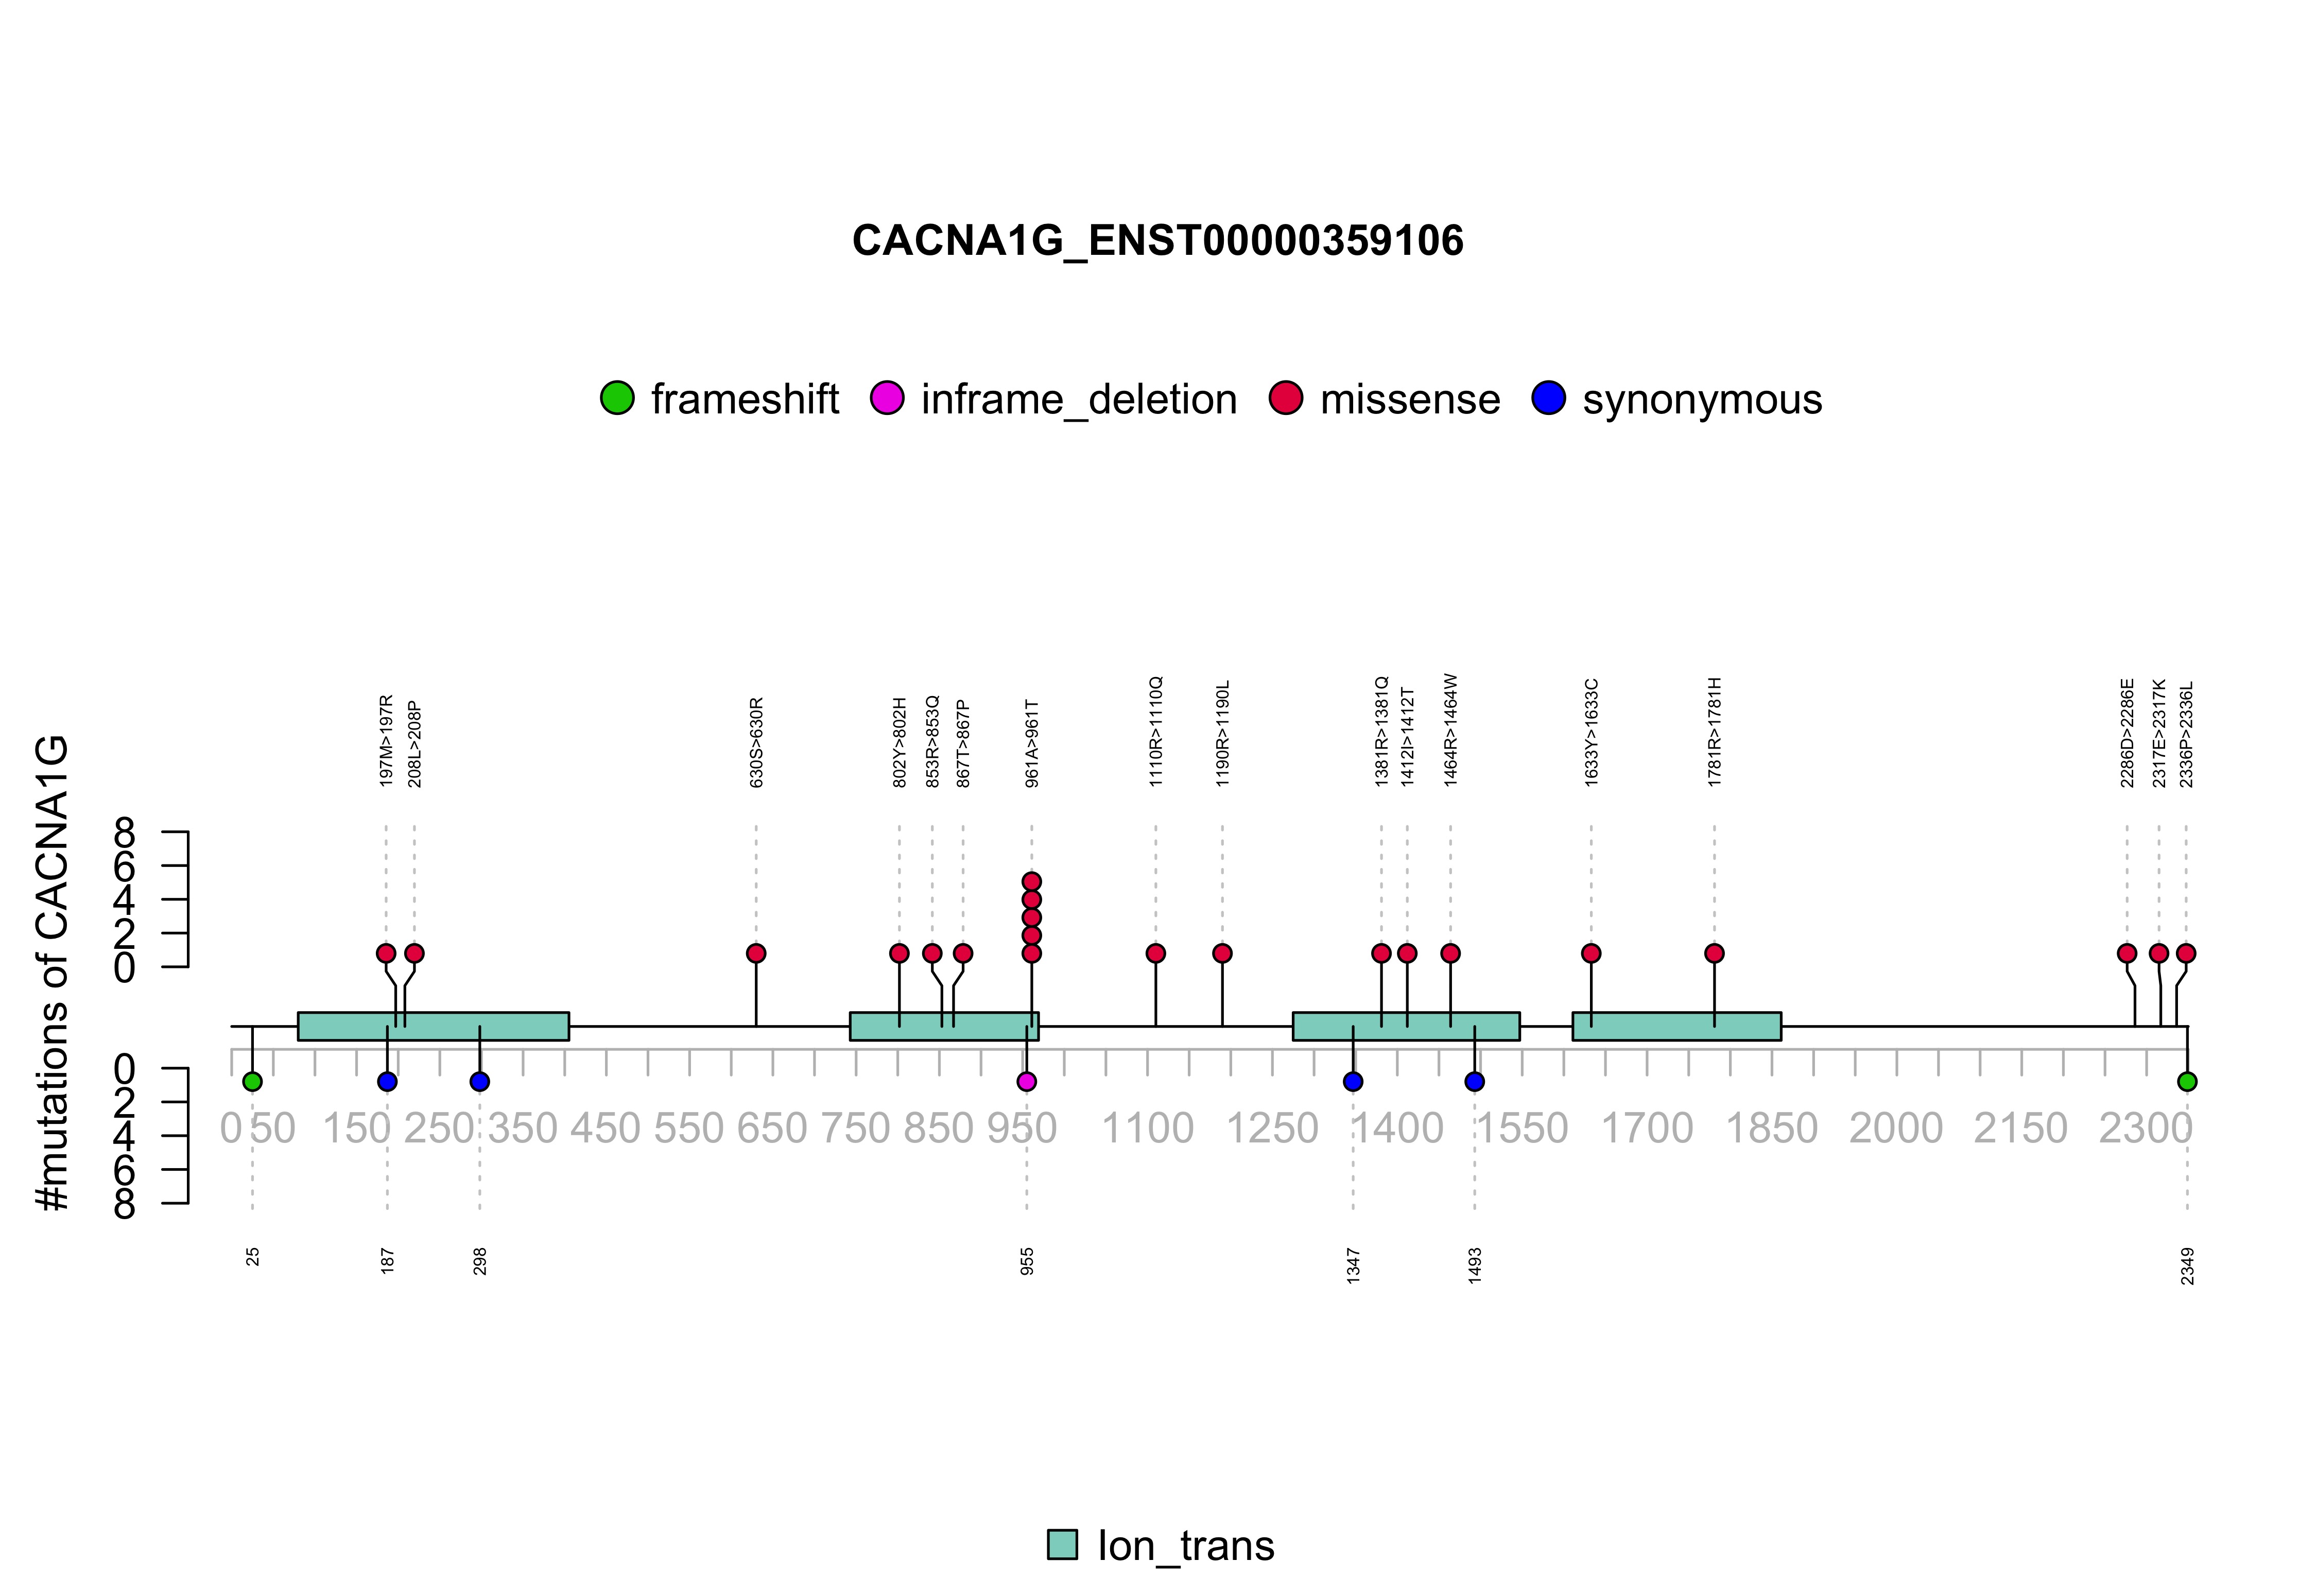 CACNA1G_ENST00000359106
frameshift inframe_deletion missense synonymous
197M>197R
208L>208P
630S>630R
802Y>802H
853R>853Q
867T>867P
961A>961T
1110R>1110Q
1190R>1190L
1381R>1381Q
1412I>1412T
1464R>1464W
1633Y>1633C
1781R>1781H
2286D>2286E
2317E>2317K
2336P>2336L
#mutations of CACNA1G
8
6
4
2
0
0
2
4
6
8
0 50 150 250 350 450 550 650 750 850 950 1100 1250 1400 1550 1700 1850 2000 2150 2300
25
187
298
955
1347
1493
2349
Ion_trans